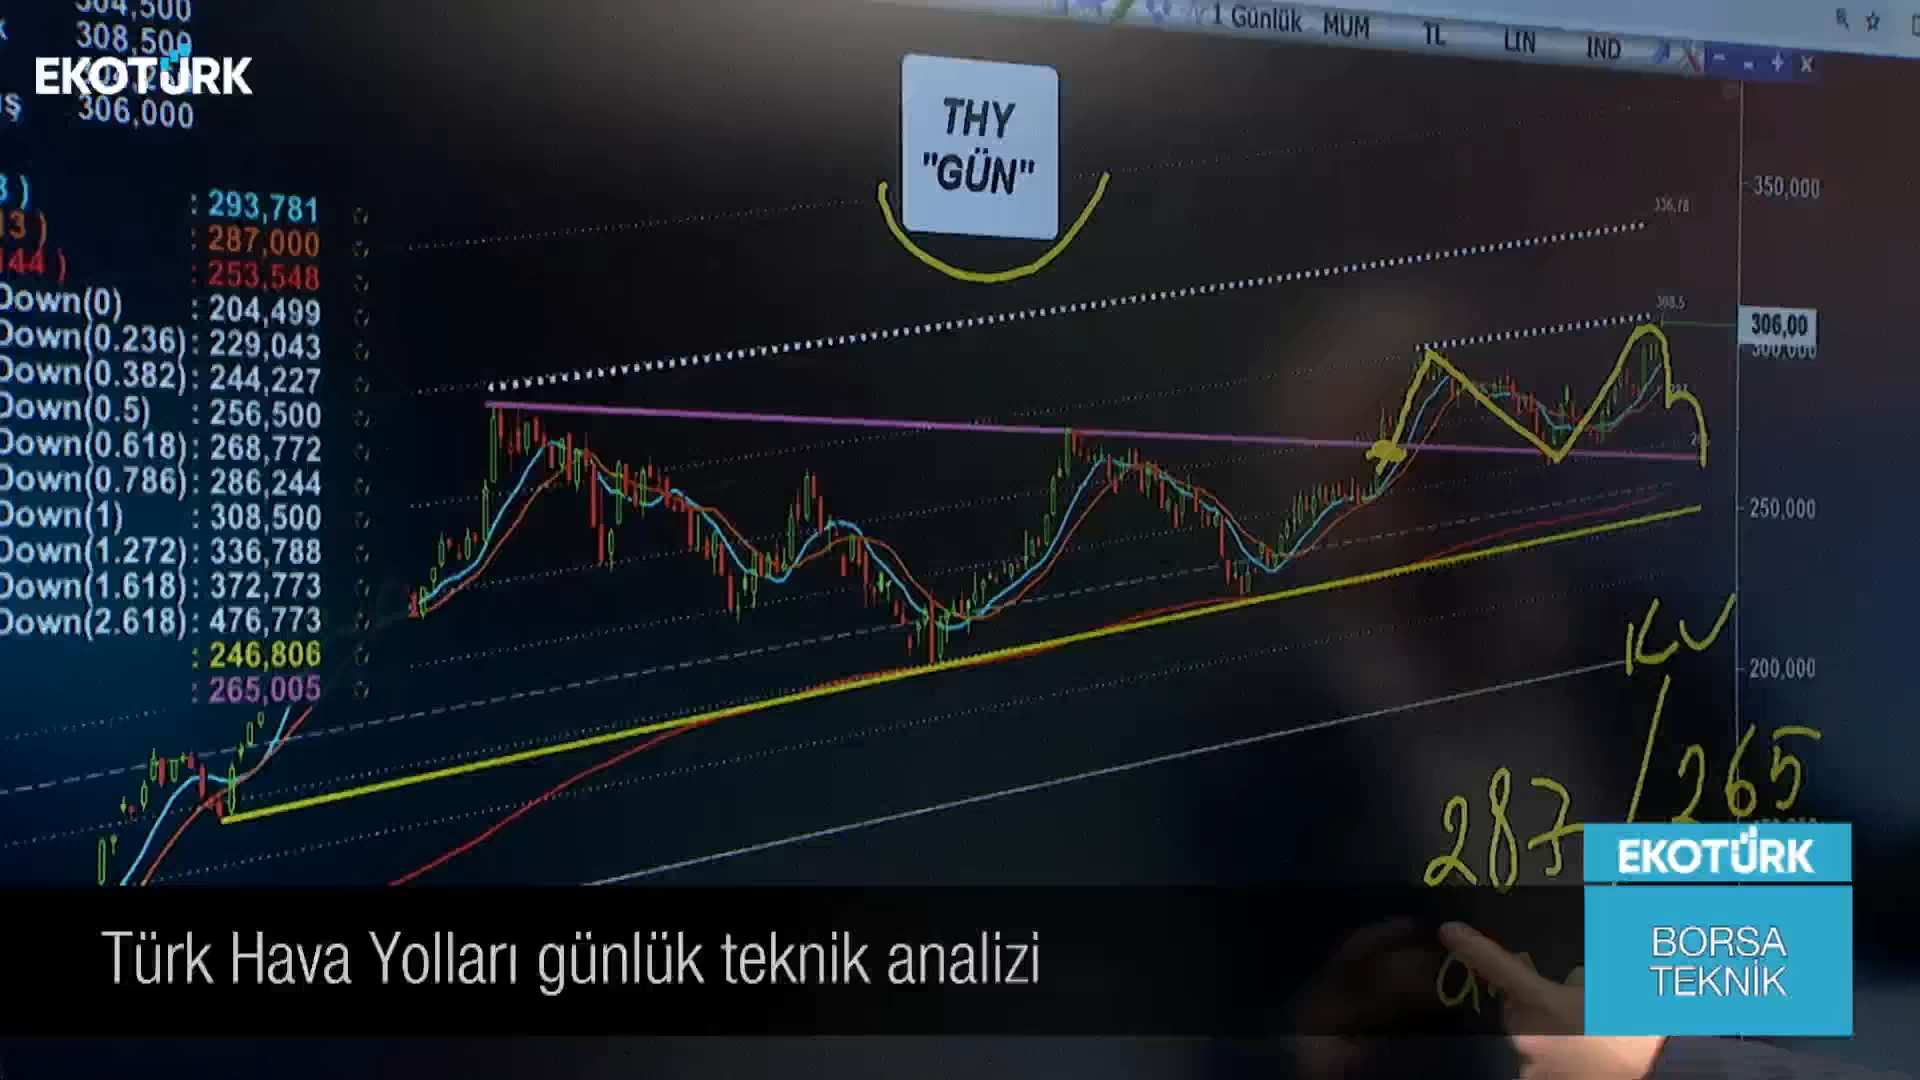 304,500
308,500
306,000
EKOTÜRK
1 Günlük MUM TL LIN IND
THY
"GÜN"
: 293,781
13 ) : 287,000
144 ) : 253,548
Down(0) : 204,499
Down(0.236) : 229,043
Down(0.382) : 244,227
Down(0.5) : 256,500
Down(0.618) : 268,772
Down(0.786) : 286,244
Down(1) : 308,500
Down(1.272) : 336,788
Down(1.618) : 372,773
Down(2.618) : 476,773
: 246,806
: 265,005
350,000
336,78
308,5
306,00
300,000
250,000
200,000
KV
287 / 265
EKOTÜRK
BORSA
TEKNİK
Türk Hava Yolları günlük teknik analizi